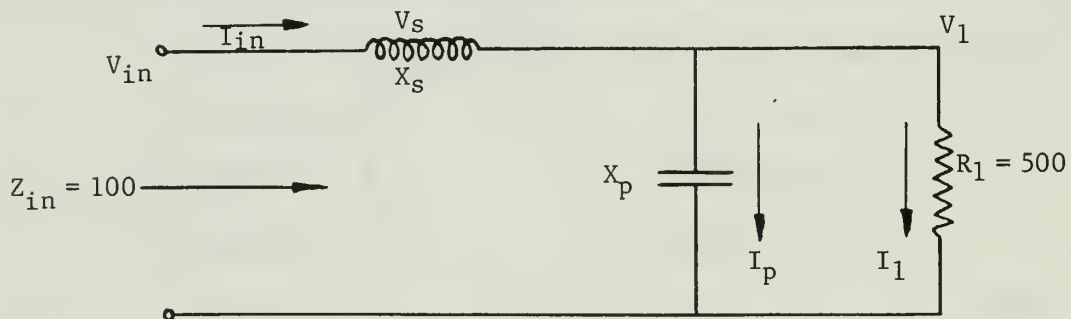 V_s
V_1
I_in
V_in
X_s
Z_in = 100
X_p
R_1 = 500
I_p
I_1